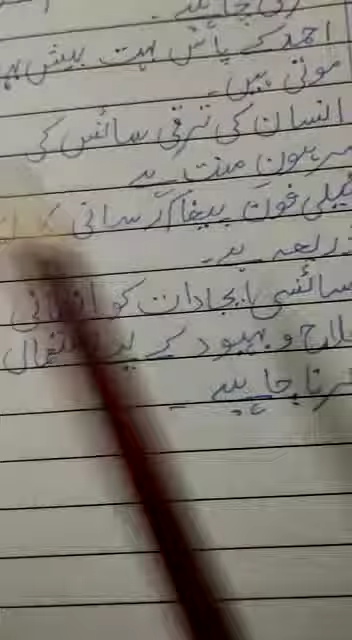 احمد کے پاس بہت بیش بہا
موتی ہیں۔
انسان کی ترقی سائنس کی
مرہون منت ہے
ٹیلی فون پیغام رسانی کا
ذریعہ ہے۔
سائنسی ایجادات کو انسانی
فلاح و بہبود کے لیے استعمال
کرنا چاہیے۔